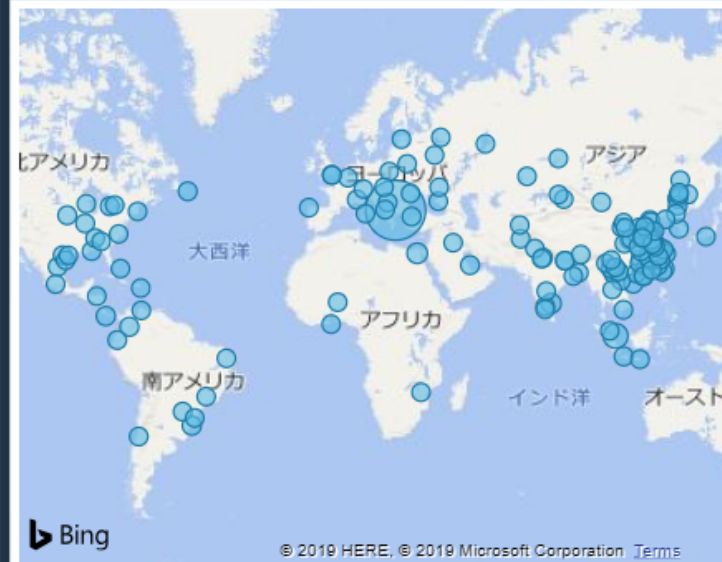 北アメリカ
ヨーロッパ
アジア
大西洋
アフリカ
南アメリカ
インド洋
オースト
Bing
© 2019 HERE, © 2019 Microsoft Corporation Terms